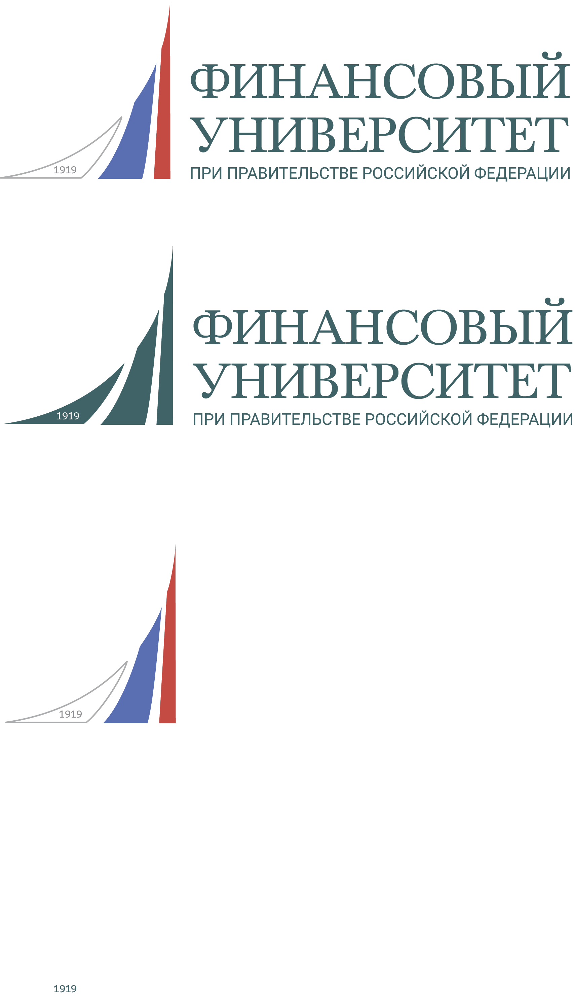 ФИНАНСОВЫЙ
УНИВЕРСИТЕТ
1919
ПРИ ПРАВИТЕЛЬСТВЕ РОССИЙСКОЙ ФЕДЕРАЦИИ
ФИНАНСОВЫЙ
УНИВЕРСИТЕТ
1919
ПРИ ПРАВИТЕЛЬСТВЕ РОССИЙСКОЙ ФЕДЕРАЦИИ
1919
1919